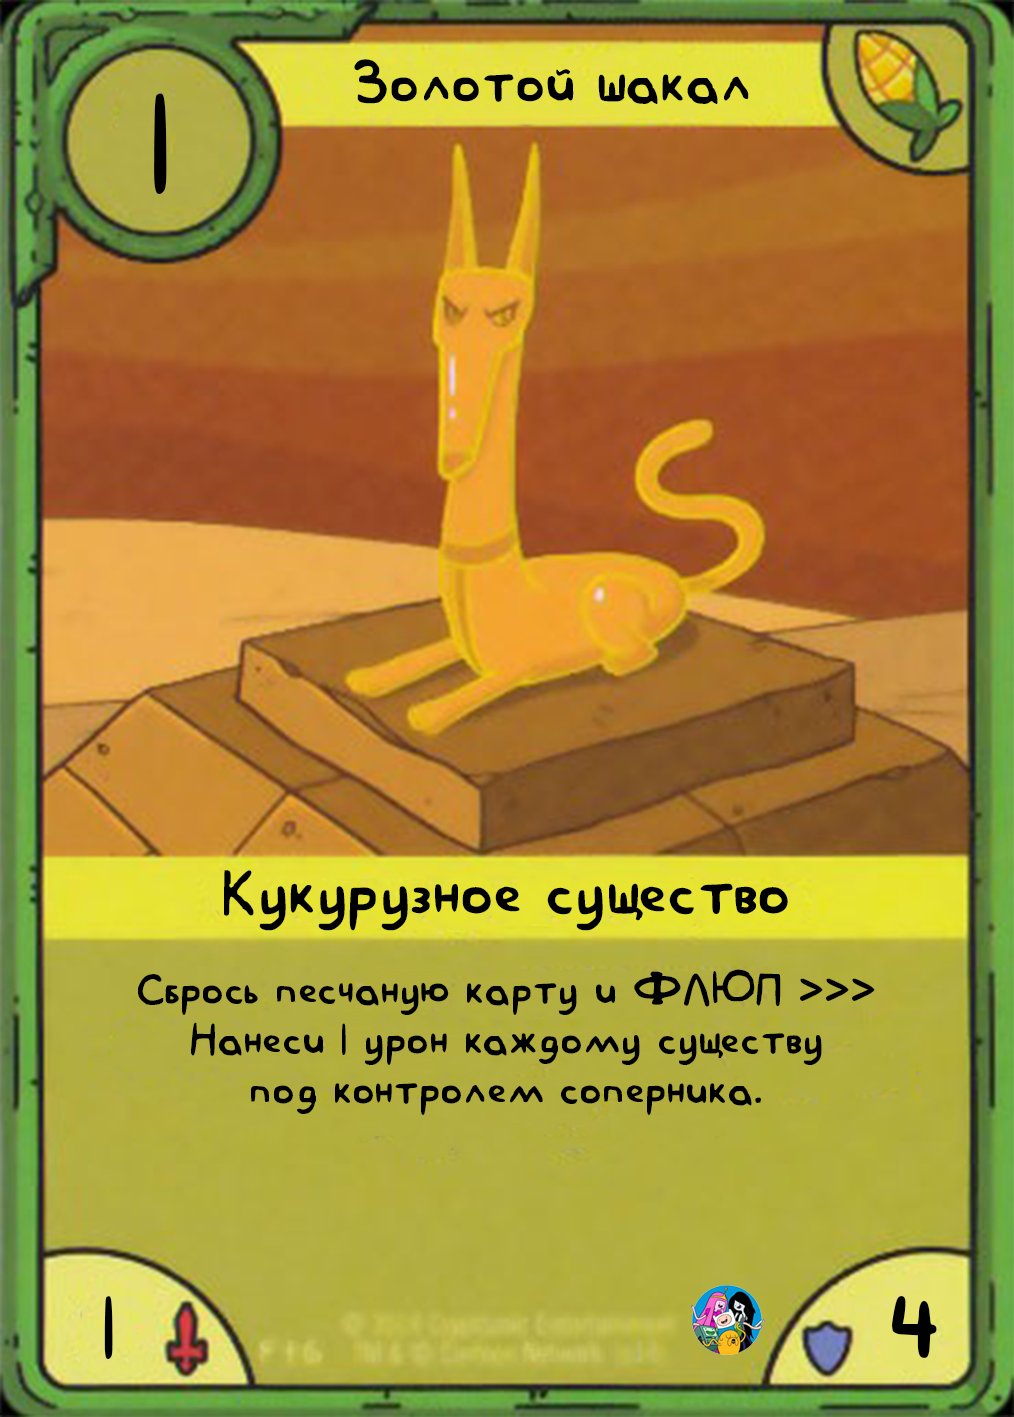 1
Золотой шакал
Кукурузное существо
Сбрось песчаную карту и ФЛЮП >>>
Нанеси 1 урон каждому существу
под контролем соперника.
1
4